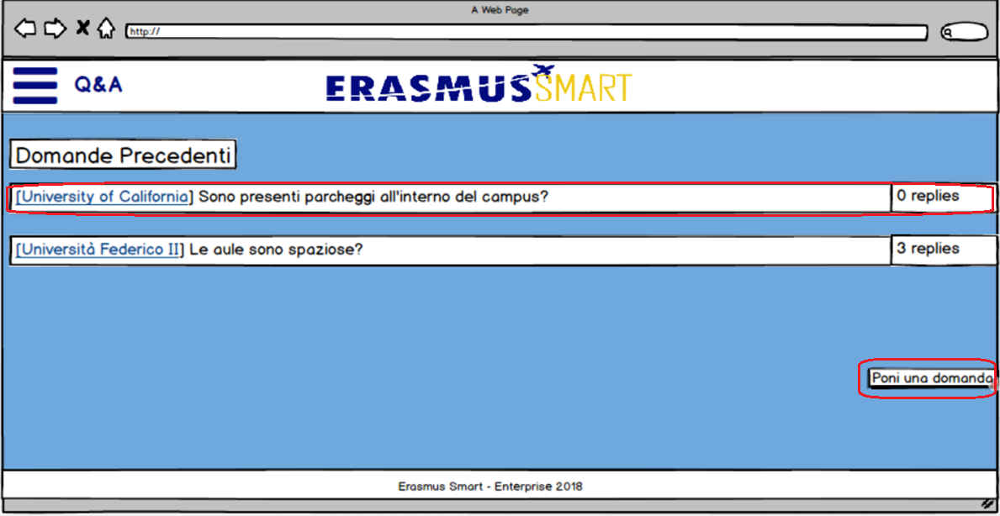 A Web Page
http://
Q&A
ERASMUS SMART
Domande Precedenti
[University of California] Sono presenti parcheggi all'interno del campus?
0 replies
[Università Federico II] Le aule sono spaziose?
3 replies
Poni una domanda
Erasmus Smart - Enterprise 2018